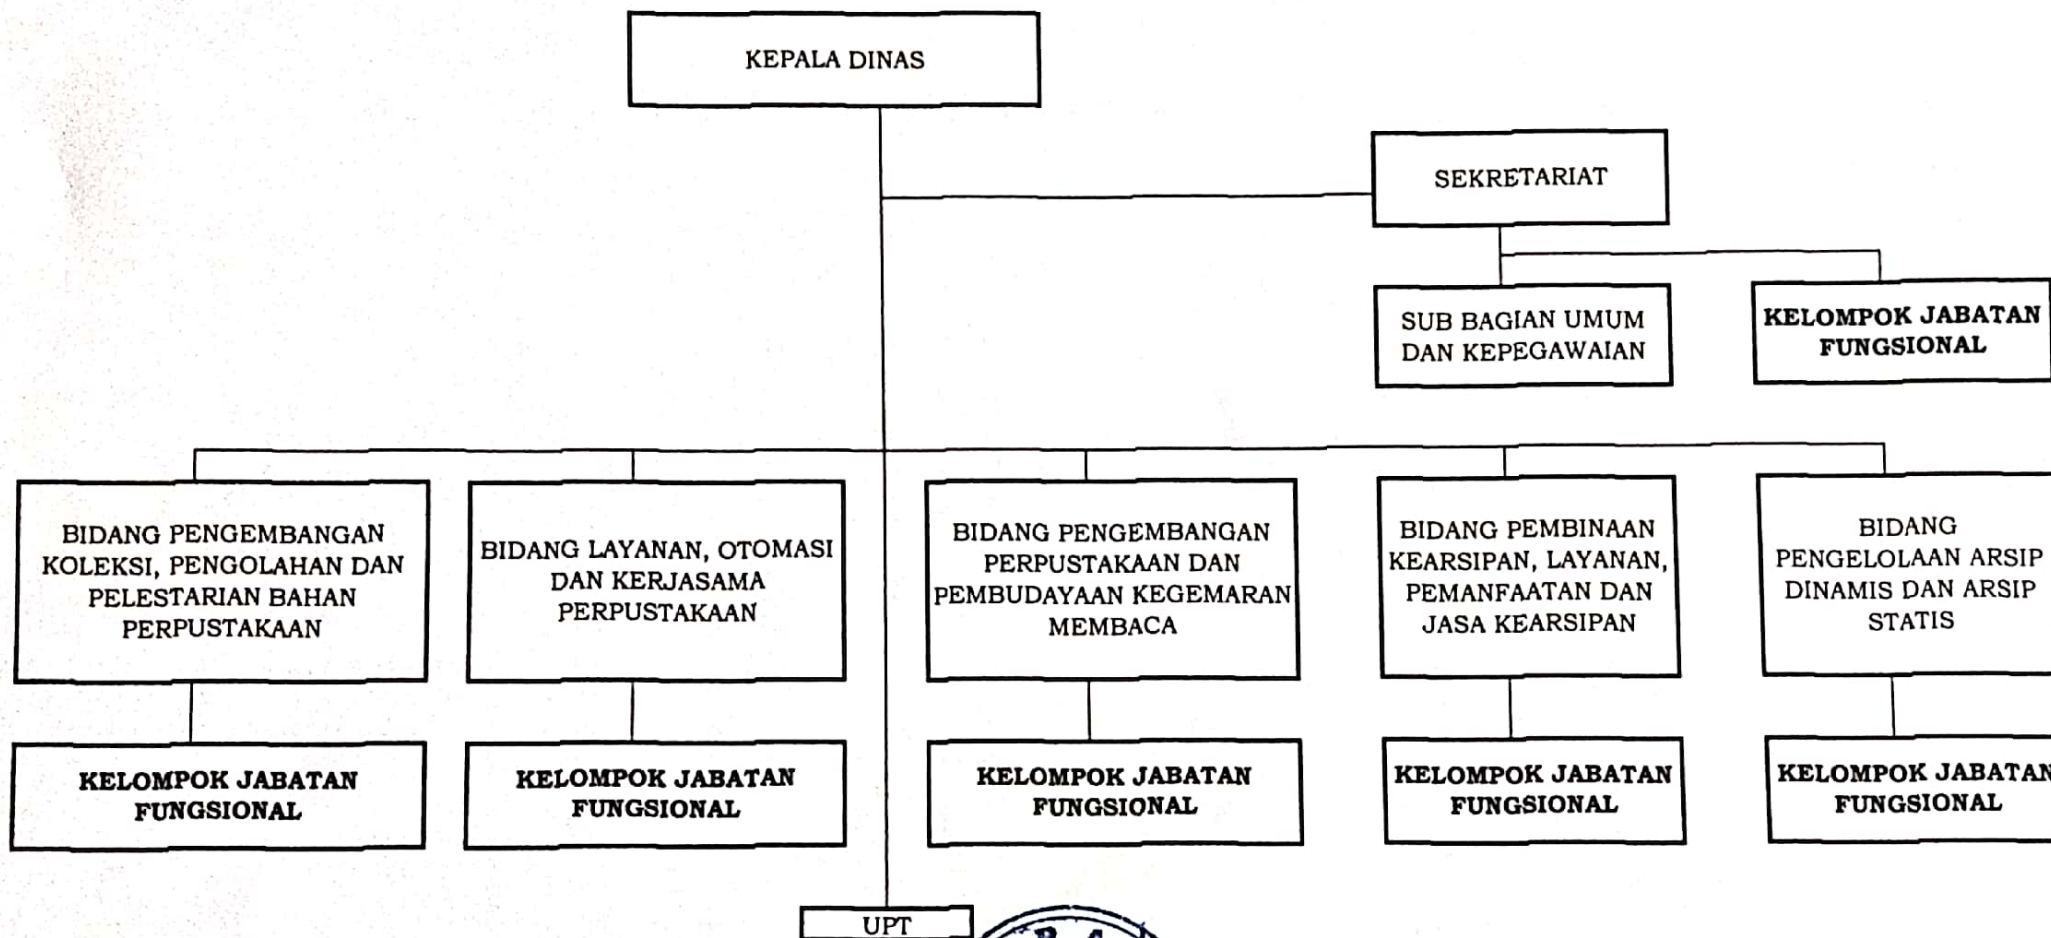 KEPALA DINAS
SEKRETARIAT
SUB BAGIAN UMUM
DAN KEPEGAWAIAN
KELOMPOK JABATAN
FUNGSIONAL
BIDANG PENGEMBANGAN
KOLEKSI, PENGOLAHAN DAN
PELESTARIAN BAHAN
PERPUSTAKAAN
BIDANG LAYANAN, OTOMASI
DAN KERJASAMA
PERPUSTAKAAN
BIDANG PENGEMBANGAN
PERPUSTAKAAN DAN
PEMBUDAYAAN KEGEMARAN
MEMBACA
BIDANG PEMBINAAN
KEARSIPAN, LAYANAN,
PEMANFAATAN DAN
JASA KEARSIPAN
BIDANG
PENGELOLAAN ARSIP
DINAMIS DAN ARSIP
STATIS
KELOMPOK JABATAN
FUNGSIONAL
KELOMPOK JABATAN
FUNGSIONAL
KELOMPOK JABATAN
FUNGSIONAL
KELOMPOK JABATAN
FUNGSIONAL
KELOMPOK JABATAN
FUNGSIONAL
UPT